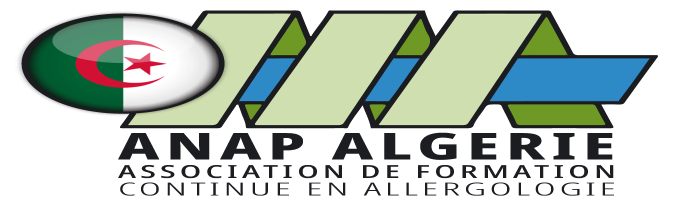 ANAP ALGERIE
ASSOCIATION DE FORMATION
CONTINUE EN ALLERGOLOGIE